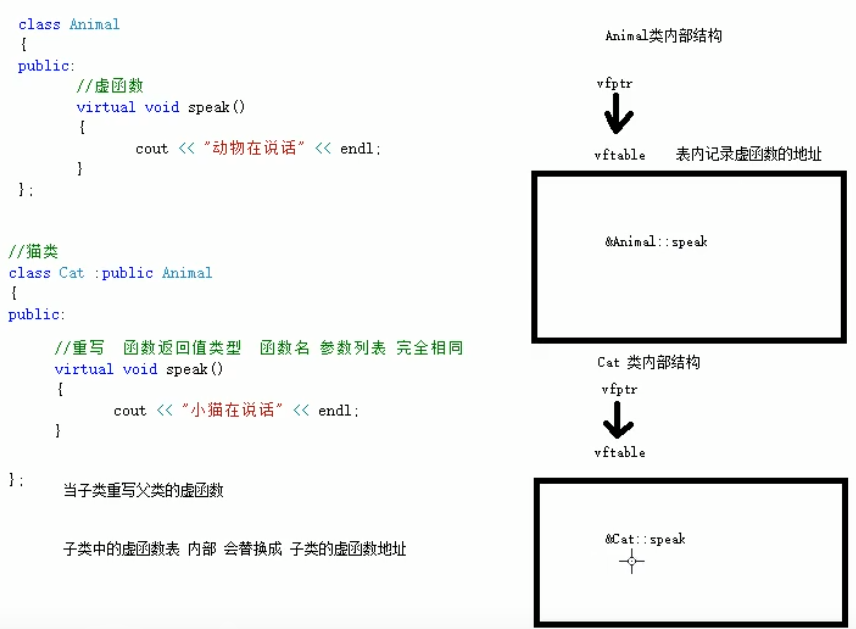 class Animal
{
public:
//虚函数
virtual void speak()
{
cout << "动物在说话" << endl;
}
};
//猫类
class Cat :public Animal
{
public:
//重写 函数返回值类型 函数名 参数列表 完全相同
virtual void speak()
{
cout << "小猫在说话" << endl;
}
};
当子类重写父类的虚函数
子类中的虚函数表 内部 会替换成 子类的虚函数地址
Animal类内部结构
vfptr
vftable 表内记录虚函数的地址
&Animal::speak
Cat 类内部结构
vfptr
vftable
&Cat::speak